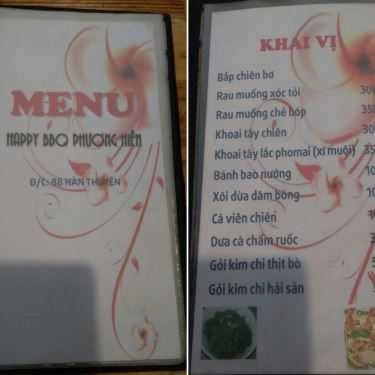 MENU
HAPPY BBQ PHƯƠNG HIỀN
Đ/C: 88 HÀN THUYÊN
KHAI VỊ
Bắp chiên bơ
Rau muống xóc tỏi
Rau muống chẻ bóp
Khoai tây chiên
Khoai tây lắc phomai (xí muội)
Bánh bao nướng
Xôi dừa dăm bông
Cá viên chiên
Dưa cà chấm ruốc
Gỏi kim chi thịt bò
Gỏi kim chi hải sản